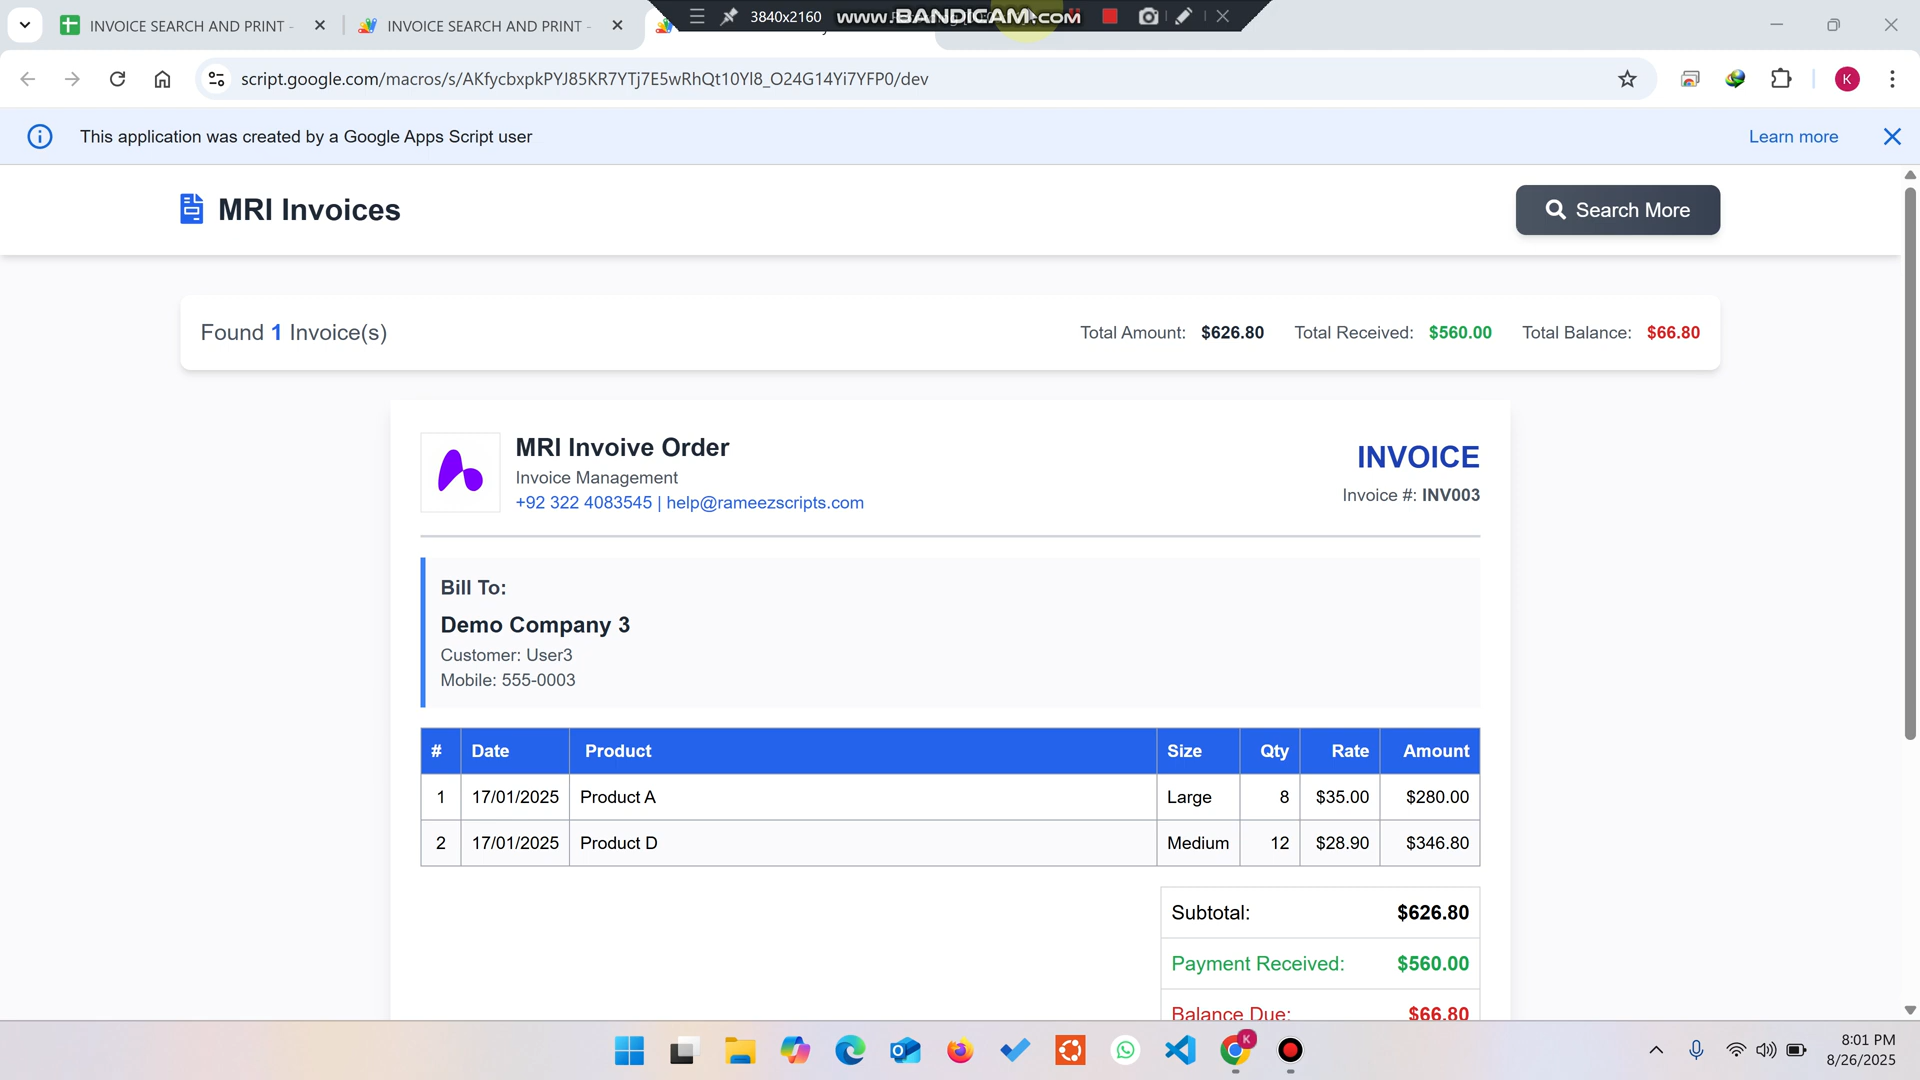 INVOICE SEARCH AND PRINT -
INVOICE SEARCH AND PRINT -
3840x2160
www.BANDICAM.com
script.google.com/macros/s/AKfycbxpkPYJ85KR7YTj7E5wRhQt10Yl8_O24G14Yi7YFP0/dev
K
This application was created by a Google Apps Script user
Learn more
MRI Invoices
Search More
Found 1 Invoice(s)
Total Amount: $626.80
Total Received: $560.00
Total Balance: $66.80
MRI Invoive Order
Invoice Management
+92 322 4083545 | help@rameezscripts.com
INVOICE
Invoice #: INV003
Bill To:
Demo Company 3
Customer: User3
Mobile: 555-0003
# Date Product Size Qty Rate Amount
1 17/01/2025 Product A Large 8 $35.00 $280.00
2 17/01/2025 Product D Medium 12 $28.90 $346.80
Subtotal: $626.80
Payment Received: $560.00
Balance Due: $66.80
K
8:01 PM
8/26/2025